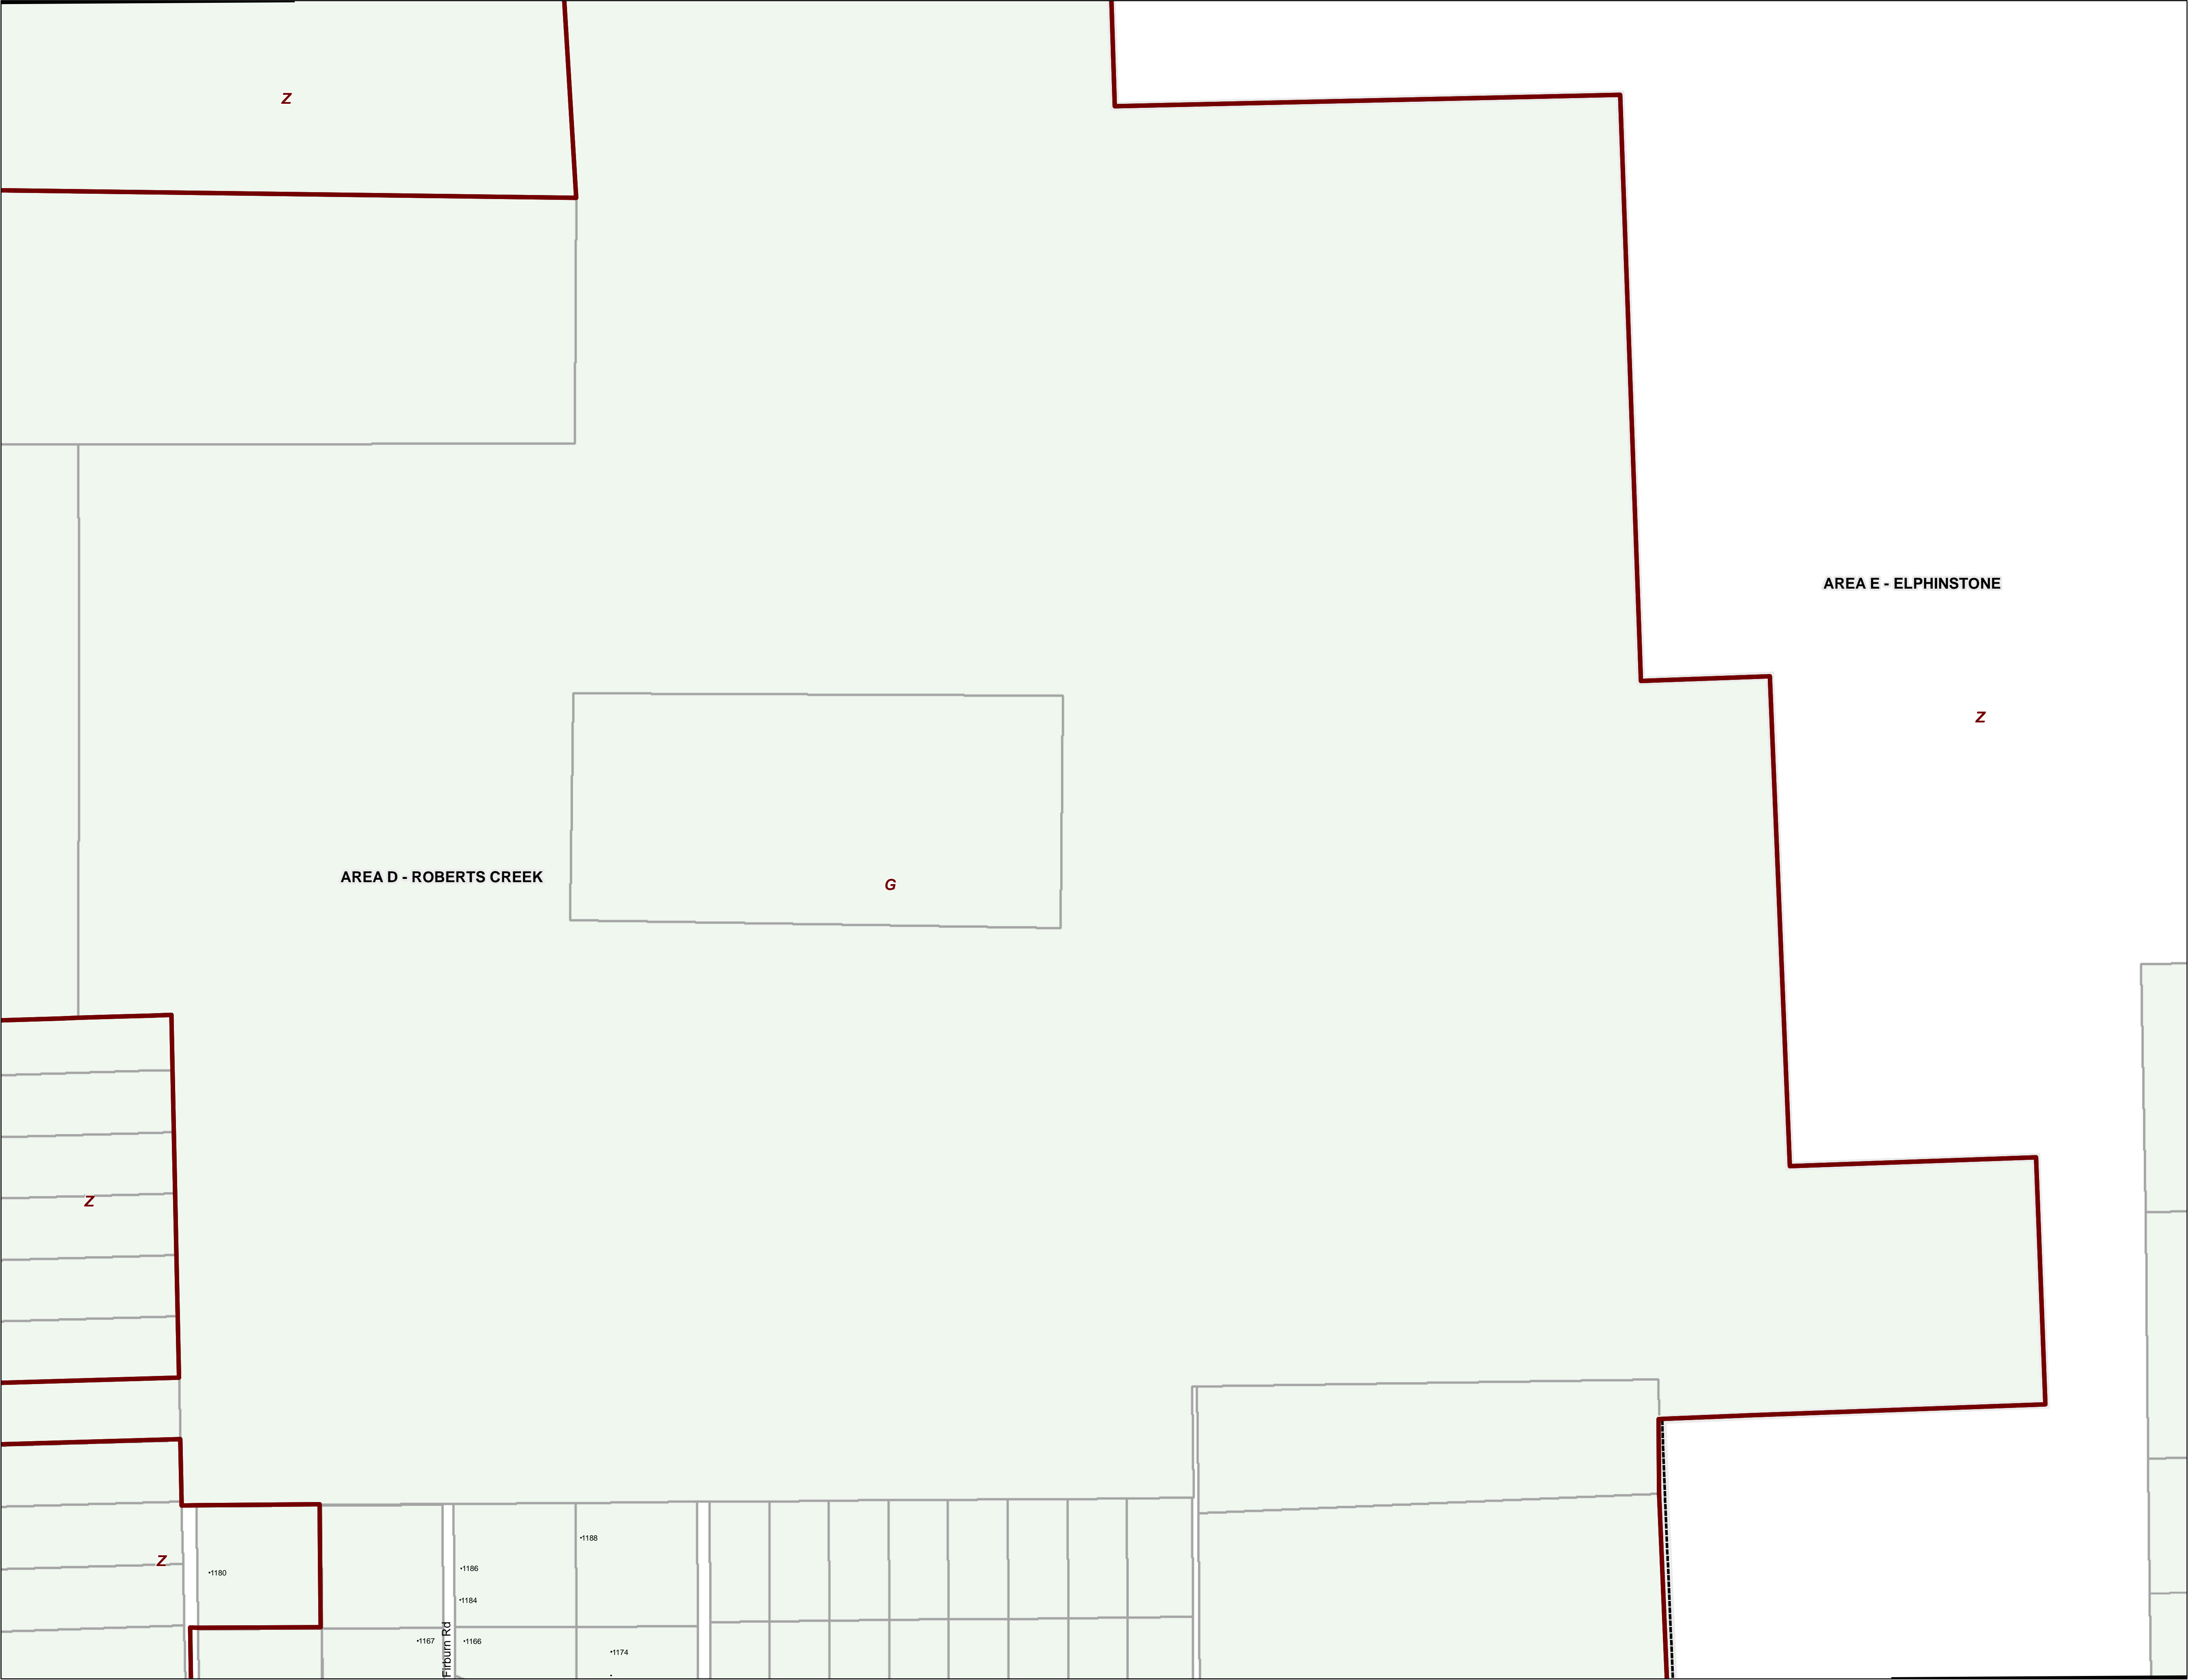 Z
AREA E - ELPHINSTONE
Z
AREA D - ROBERTS CREEK
G
Z
Z
1188
1186
1180
1184
Firburn Rd
1167
1166
1174